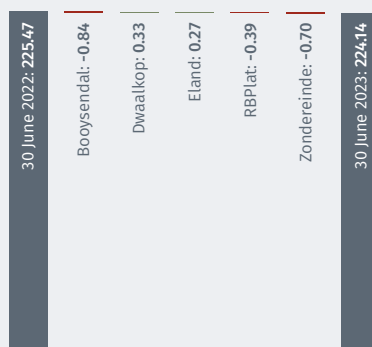 30 June 2022: 225.47
Booysendal: -0.84
Dwaalkop: 0.33
Eland: 0.27
RBPlat: -0.39
Zondereinde: -0.70
30 June 2023: 224.14